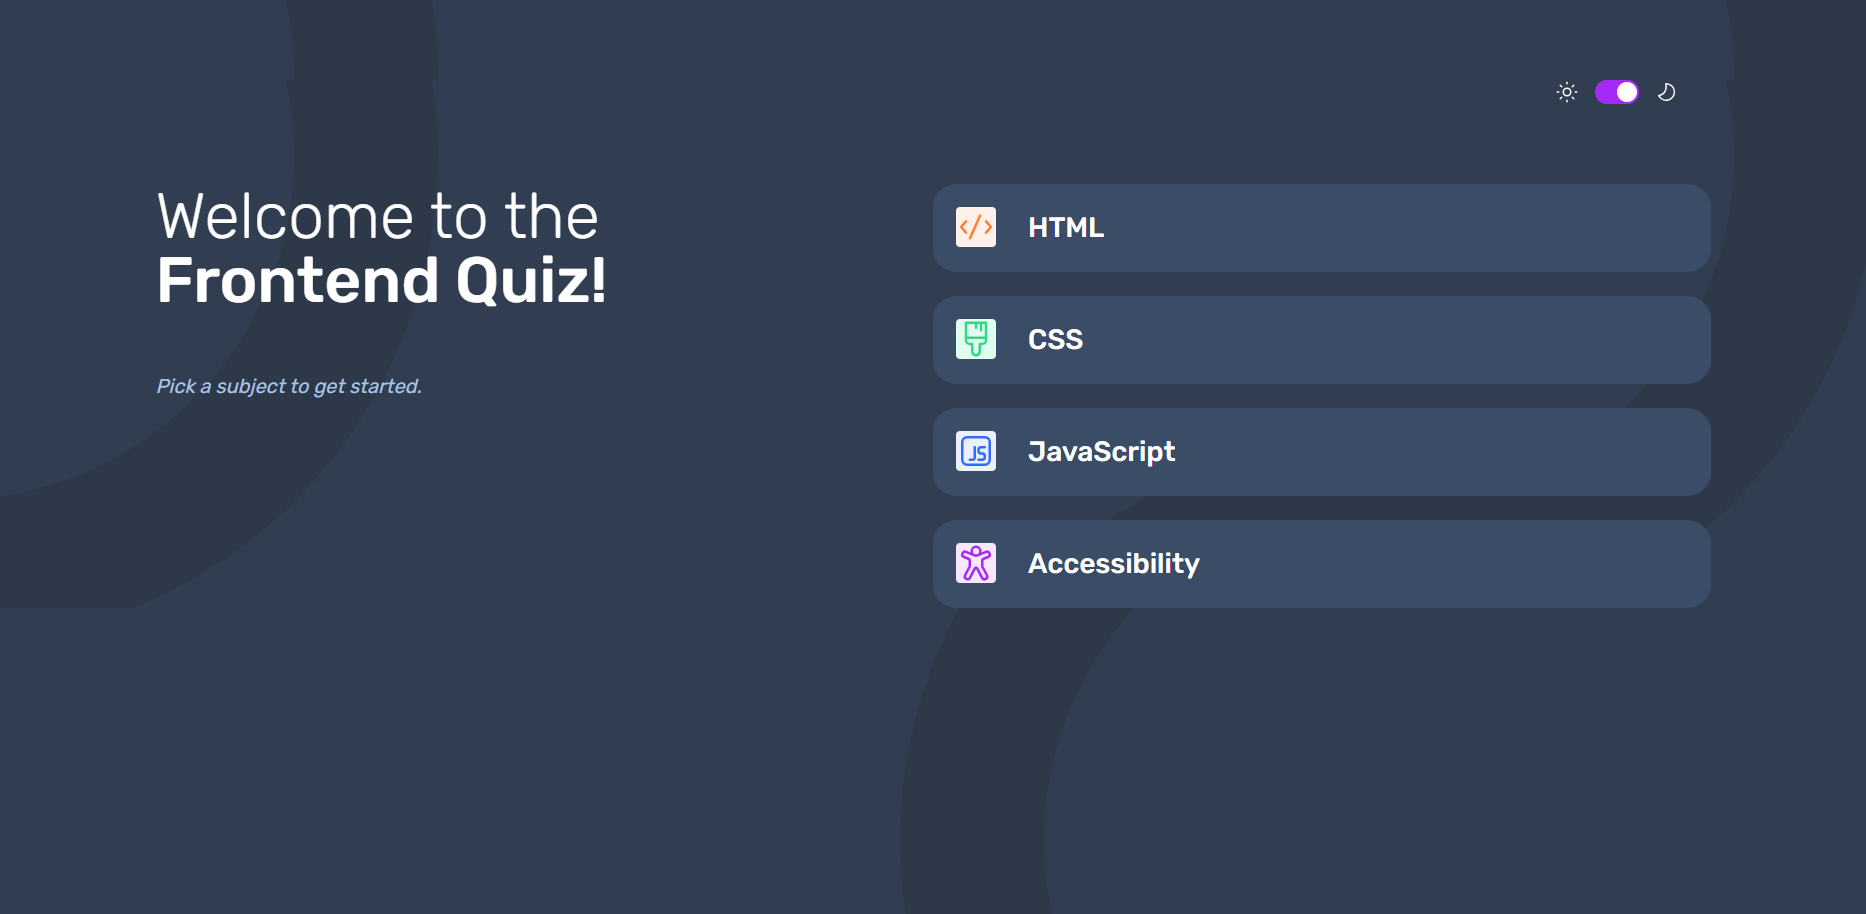 Welcome to the
Frontend Quiz!
Pick a subject to get started.
HTML
CSS
JS
JavaScript
Accessibility